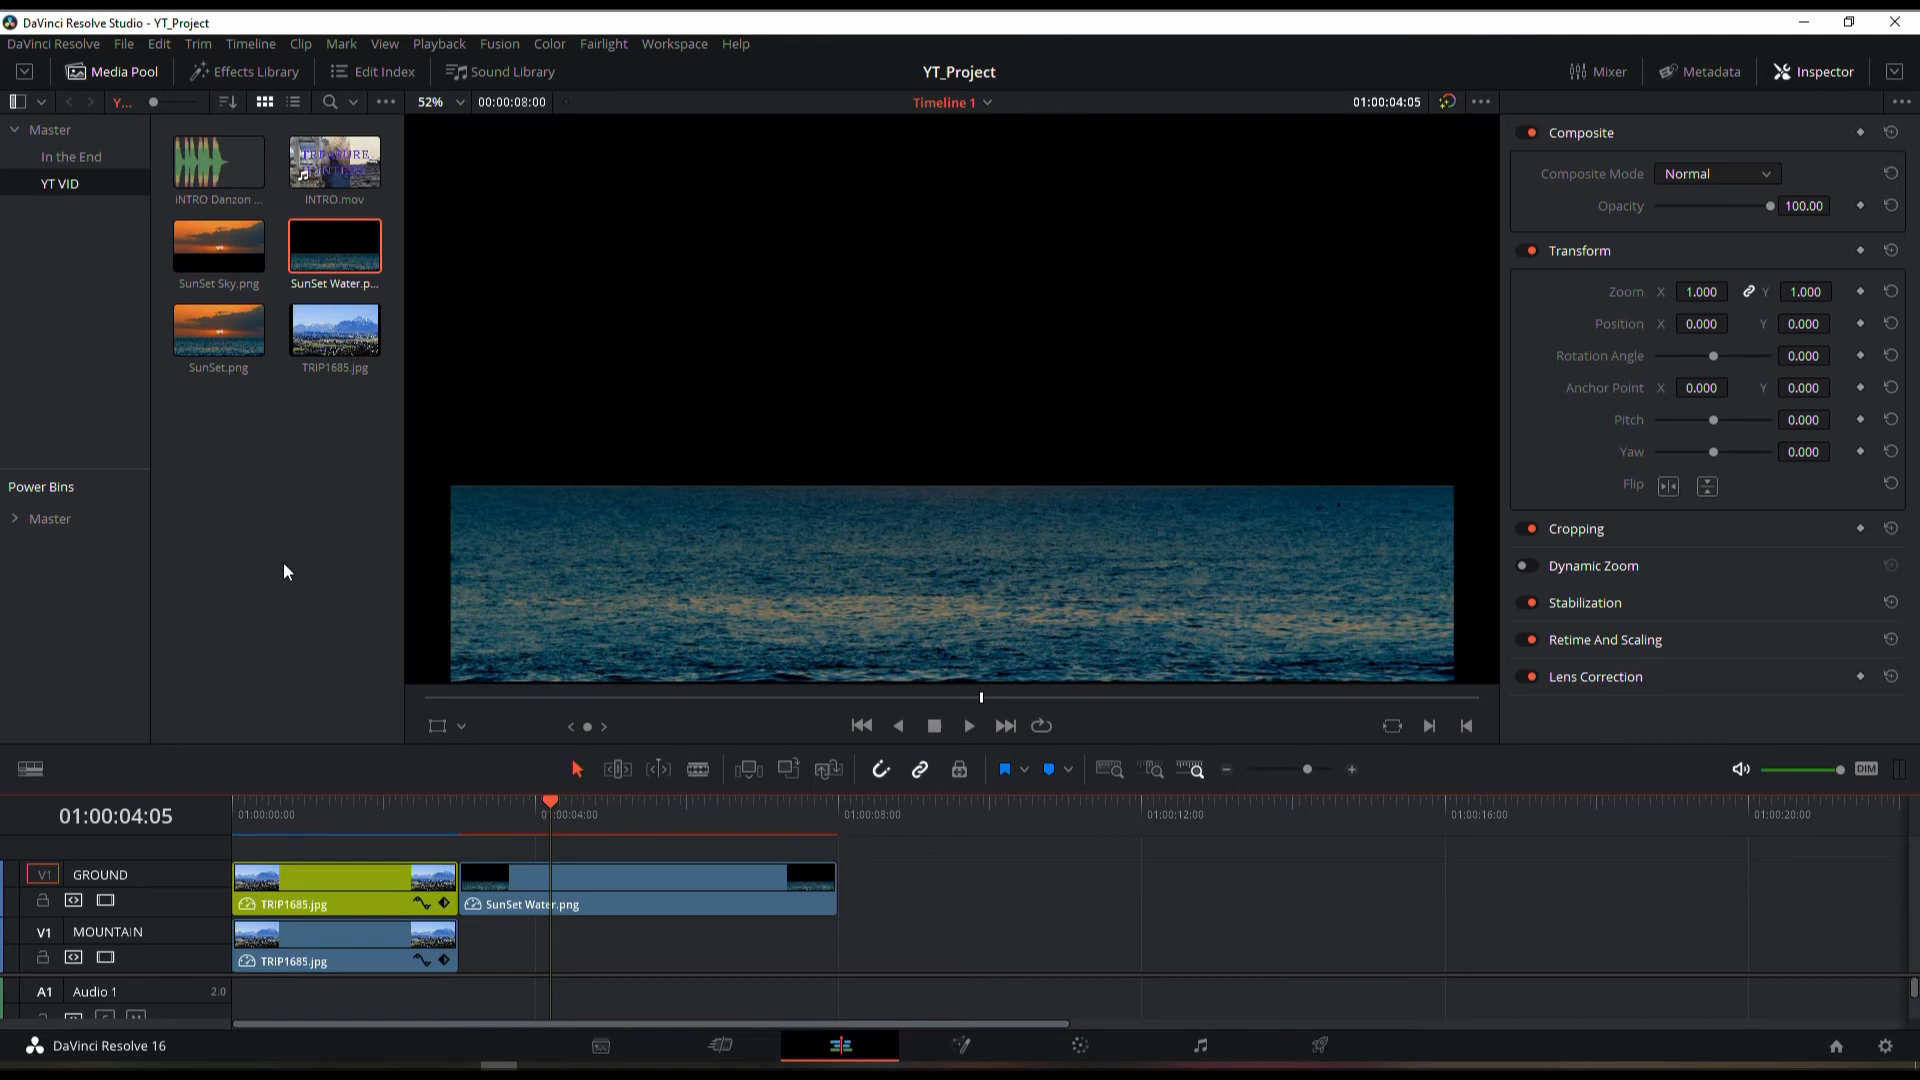 DaVinci Resolve Studio - YT_Project
DaVinci Resolve File Edit Trim Timeline Clip Mark View Playback Fusion Color Fairlight Workspace Help
Media Pool Effects Library Edit Index Sound Library YT_Project Mixer Metadata Inspector
Y... 52% 00:00:08:00 Timeline 1 01:00:04:05
Master
In the End
YT VID
iNTRO Danzon ...
INTRO.mov
SunSet Sky.png
SunSet Water.p...
SunSet.png
TRIP1685.jpg
Power Bins
Master
Composite
Composite Mode Normal
Opacity 100.00
Transform
Zoom X 1.000 Y 1.000
Position X 0.000 Y 0.000
Rotation Angle 0.000
Anchor Point X 0.000 Y 0.000
Pitch 0.000
Yaw 0.000
Flip
Cropping
Dynamic Zoom
Stabilization
Retime And Scaling
Lens Correction
DIM
01:00:04:05 01:00:00:00 01:00:04:00 01:00:08:00 01:00:12:00 01:00:16:00 01:00:20:00
V1 GROUND
TRIP1685.jpg SunSet Water.png
V1 MOUNTAIN
TRIP1685.jpg
A1 Audio 1 2.0
DaVinci Resolve 16